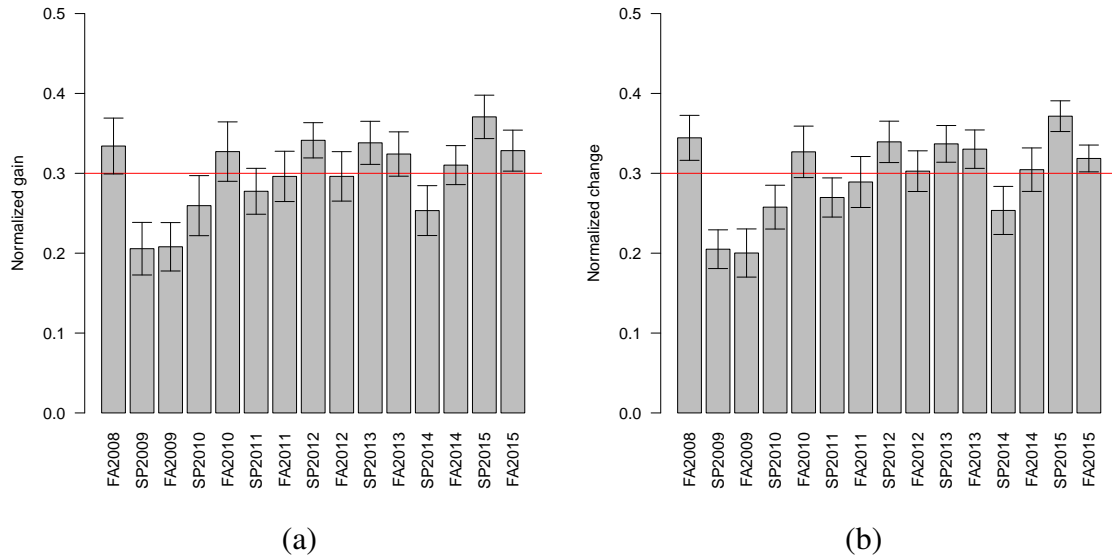 Normalized gain
0.5
0.4
0.3
0.2
0.1
0.0
FA2008
SP2009
FA2009
SP2010
FA2010
SP2011
FA2011
SP2012
FA2012
SP2013
FA2013
SP2014
FA2014
SP2015
FA2015
(a)
Normalized change
0.5
0.4
0.3
0.2
0.1
0.0
FA2008
SP2009
FA2009
SP2010
FA2010
SP2011
FA2011
SP2012
FA2012
SP2013
FA2013
SP2014
FA2014
SP2015
FA2015
(b)